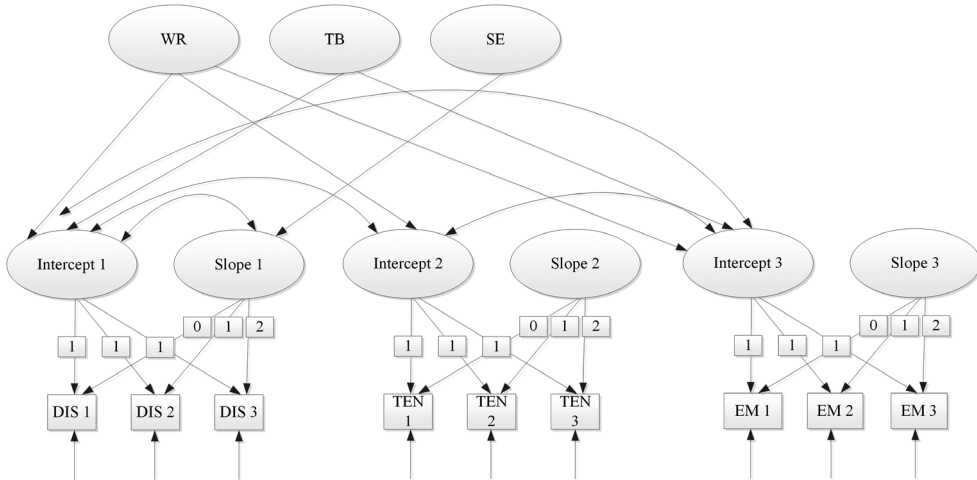 WR
TB
SE
Intercept 1
Slope 1
Intercept 2
Slope 2
Intercept 3
Slope 3
0
1
2
1
1
1
0
1
2
1
1
1
0
1
2
1
1
1
DIS 1
DIS 2
DIS 3
TEN
1
TEN
2
TEN
3
EM 1
EM 2
EM 3